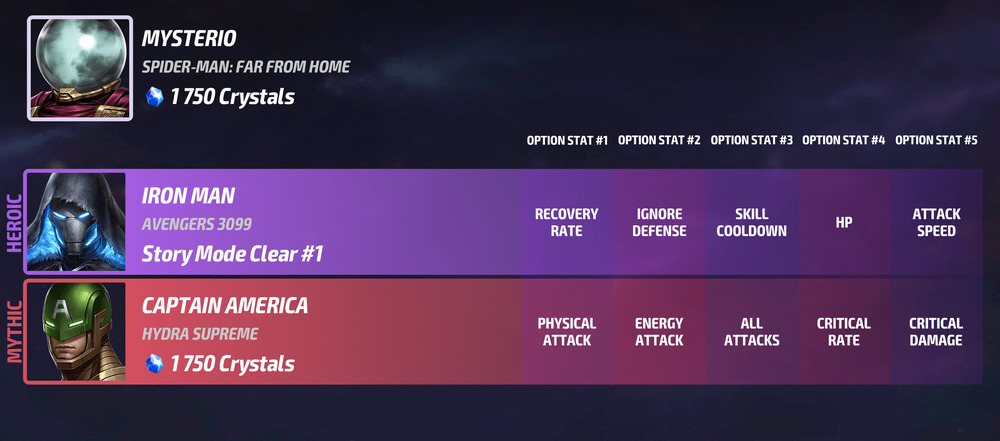 MYSTERIO
SPIDER-MAN: FAR FROM HOME
1 750 Crystals
OPTION STAT #1 OPTION STAT #2 OPTION STAT #3 OPTION STAT #4 OPTION STAT #5
HEROIC
IRON MAN
AVENGERS 3099
Story Mode Clear #1
RECOVERY
RATE
IGNORE
DEFENSE
SKILL
COOLDOWN
HP
ATTACK
SPEED
MYTHIC
A
CAPTAIN AMERICA
HYDRA SUPREME
1 750 Crystals
PHYSICAL
ATTACK
ENERGY
ATTACK
ALL
ATTACKS
CRITICAL
RATE
CRITICAL
DAMAGE